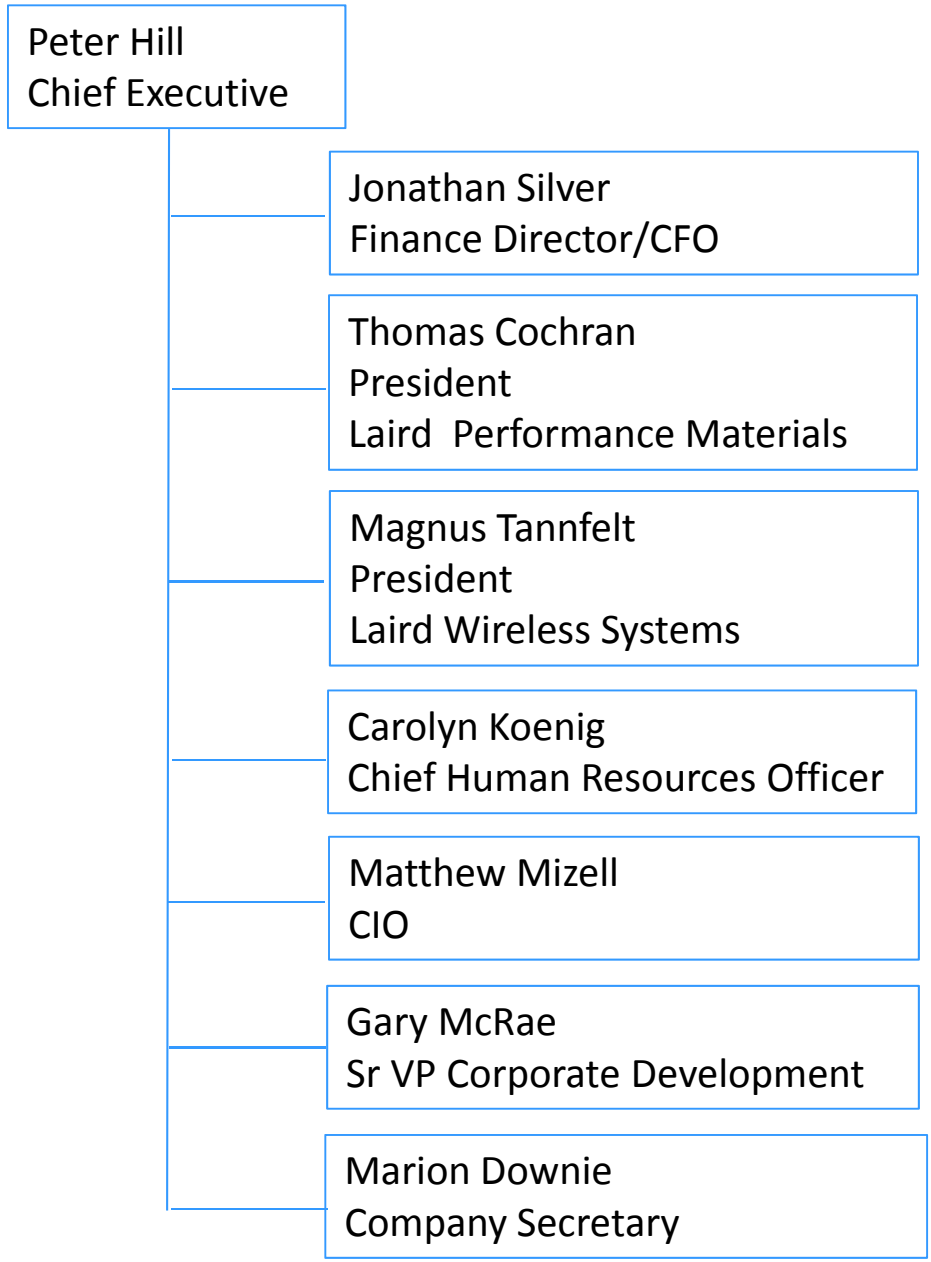 Peter Hill
Chief Executive
Jonathan Silver
Finance Director/CFO
Thomas Cochran
President
Laird  Performance Materials
Magnus Tannfelt
President
Laird Wireless Systems
Carolyn Koenig
Chief Human Resources Officer
Matthew Mizell
CIO
Gary McRae
Sr VP Corporate Development
Marion Downie
Company Secretary